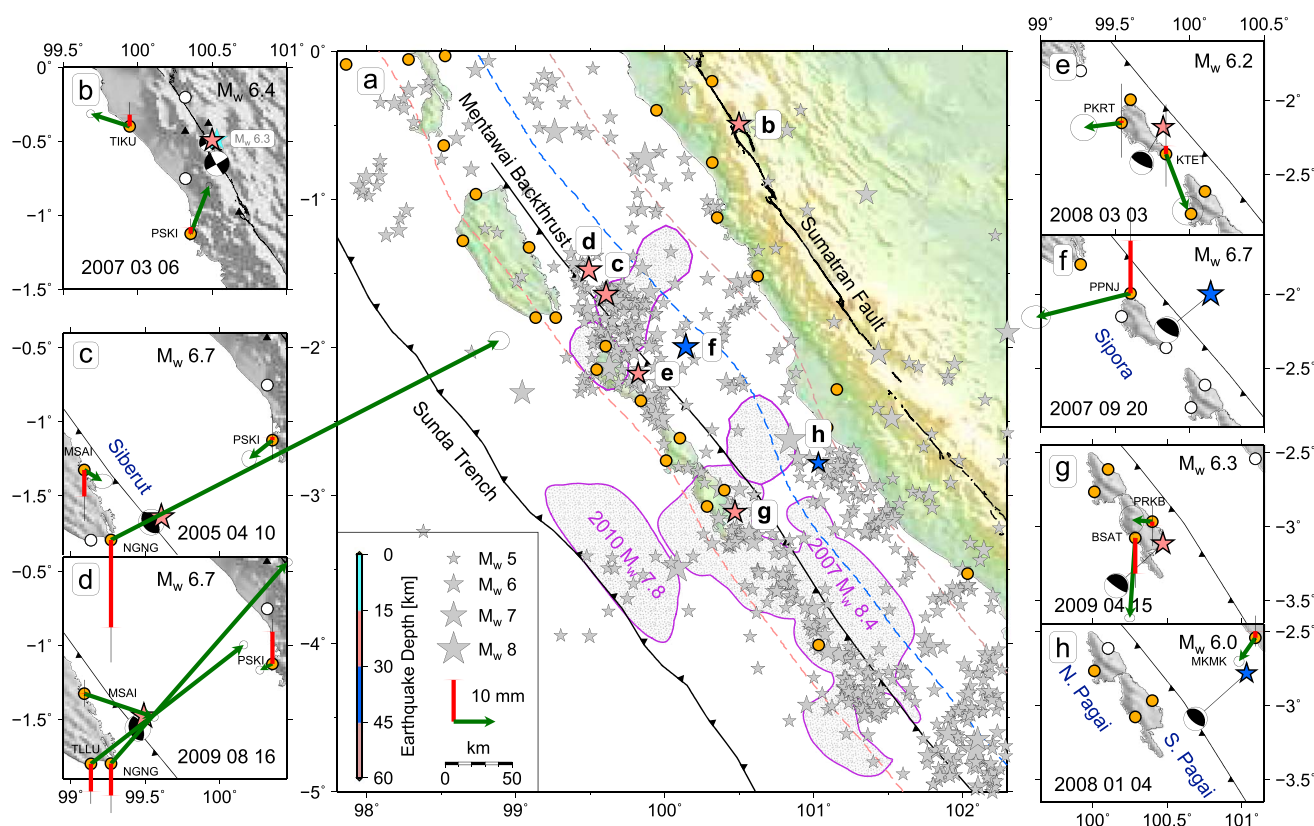 99.5° 100° 100.5° 101°
0°
−0.5°
−1°
−1.5°
b
Mw 6.4
Mw 6.3
TIKU
PSKI
2007 03 06
−0.5°
−1°
−1.5°
c
Mw 6.7
PSKI
MSAI
Siberut
2005 04 10
NGNG
−0.5°
−1°
−1.5°
d
Mw 6.7
PSKI
MSAI
TLLU
NGNG
2009 08 16
99° 99.5° 100°
a
0°
−1°
−2°
−3°
−4°
−5°
98° 99° 100° 101° 102°
Mentawai Backthrust
Sumatran Fault
Sunda Trench
b
d
c
f
e
h
g
2010 Mw 7.8
2007 Mw 8.4
Earthquake Depth [km]
0
15
30
45
60
Mw 5
Mw 6
Mw 7
Mw 8
10 mm
km
0 50
99° 99.5° 100° 100.5°
e
Mw 6.2
PKRT
KTET
2008 03 03
−2°
−2.5°
f
Mw 6.7
PPNJ
Sipora
2007 09 20
−2°
−2.5°
g
Mw 6.3
PRKB
BSAT
2009 04 15
−2.5°
−3°
−3.5°
h
Mw 6.0
MKMK
N. Pagai
S. Pagai
2008 01 04
−2.5°
−3°
−3.5°
100° 100.5° 101°